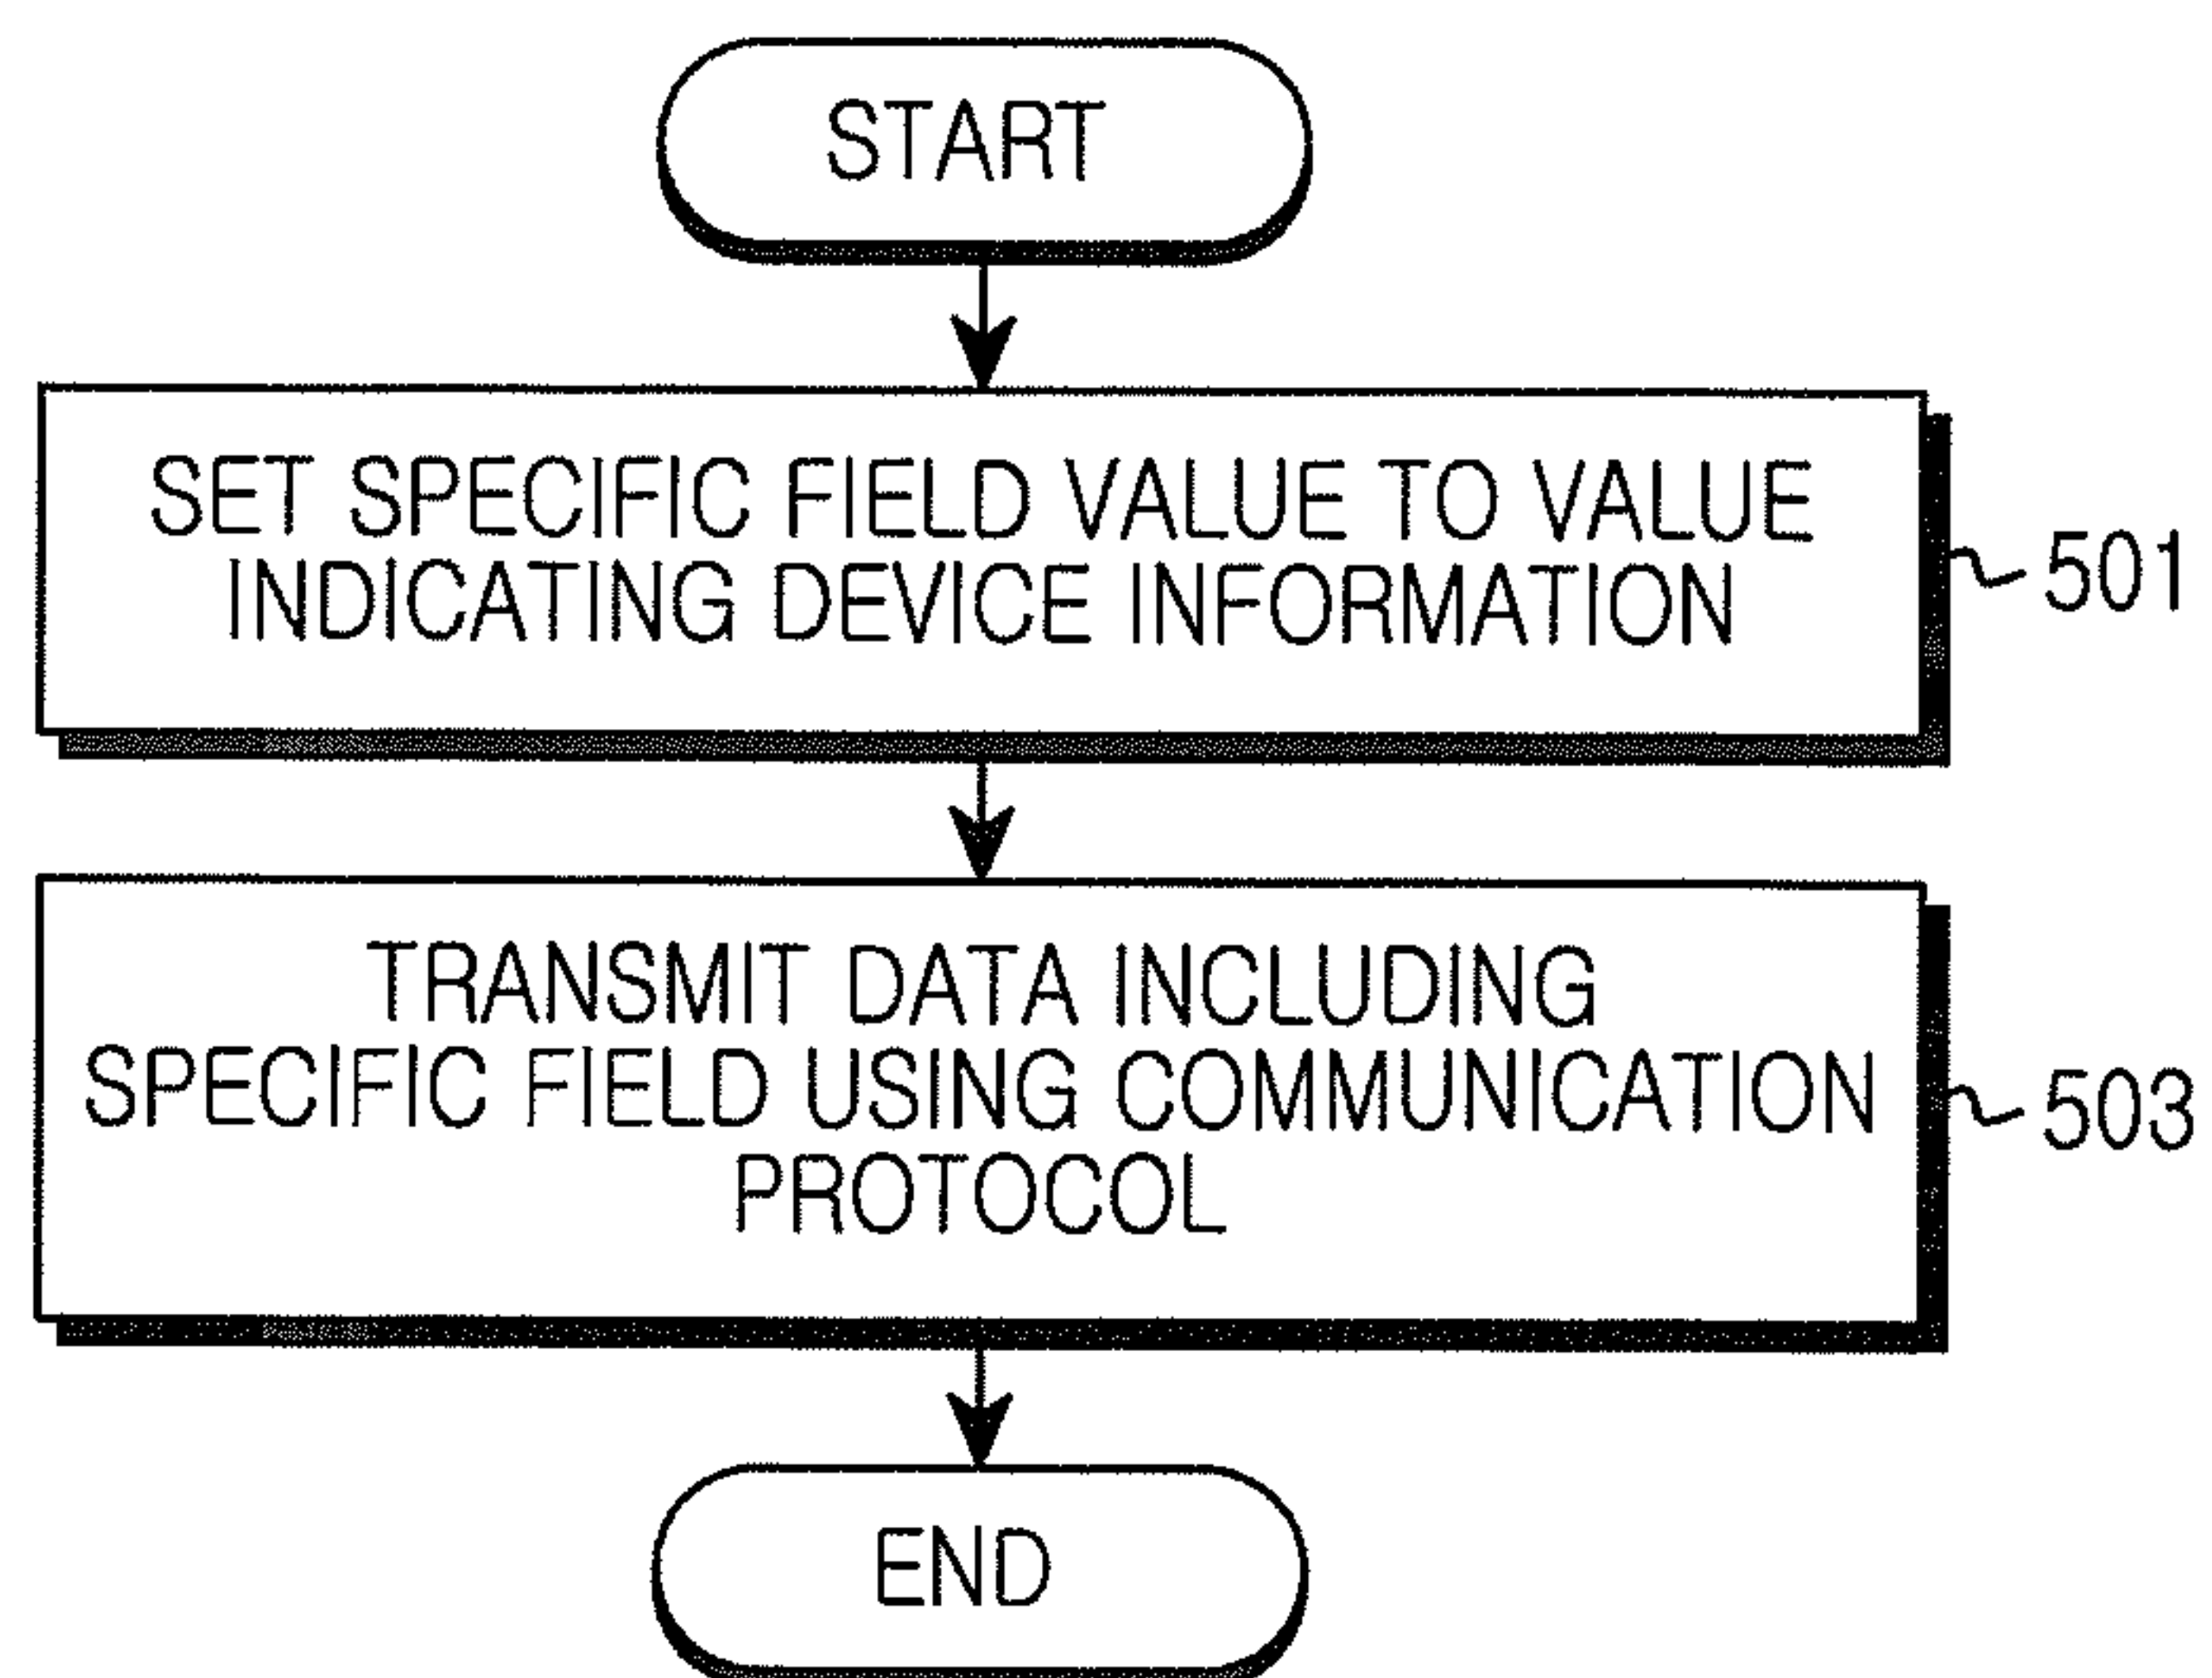 START
SET SPECIFIC FIELD VALUE TO VALUE
INDICATING DEVICE INFORMATION
501
TRANSMIT DATA INCLUDING
SPECIFIC FIELD USING COMMUNICATION
PROTOCOL
503
END